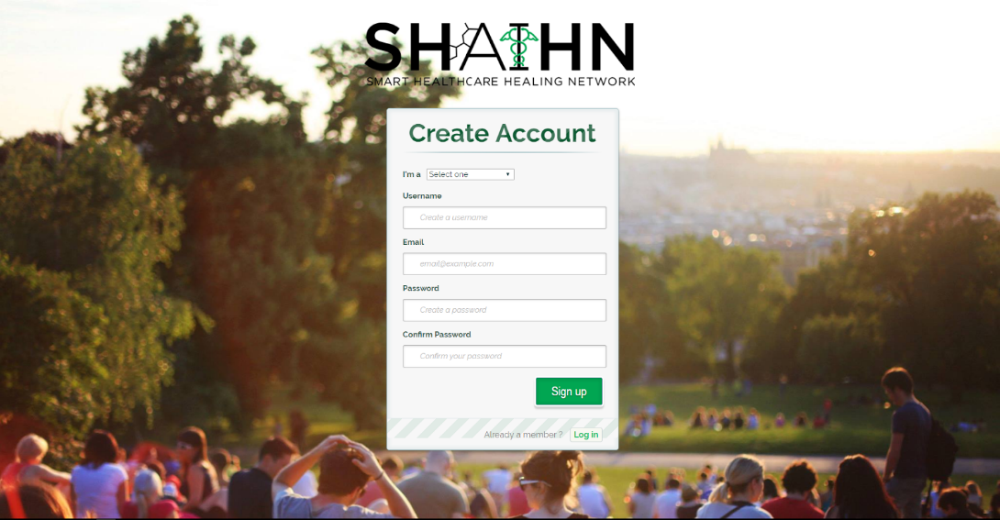 SHAIHN
SMART HEALTHCARE HEALING NETWORK
Create Account
I'm a Select one
Username
Create a username
Email
email@example.com
Password
Create a password
Confirm Password
Confirm your password
Sign up
Already a member ? Log in